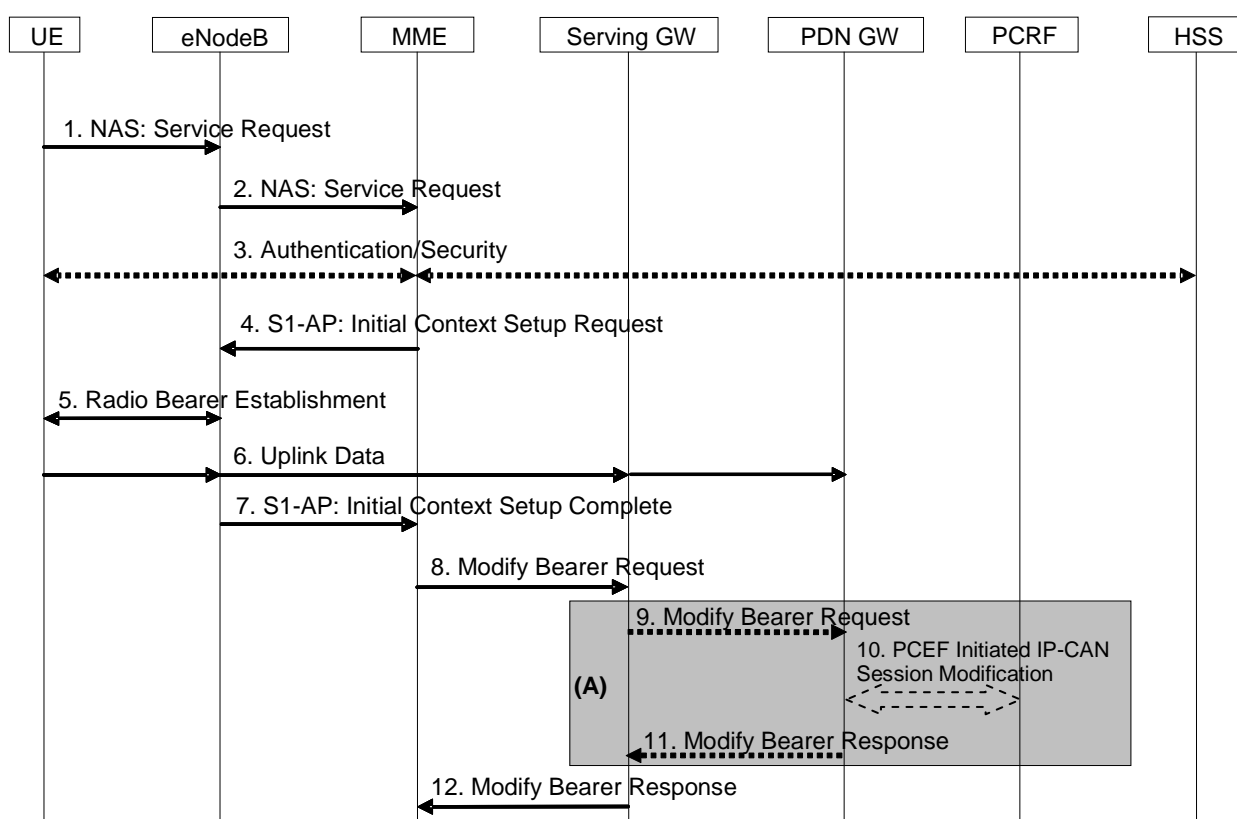 UE eNodeB MME Serving GW PDN GW PCRF HSS
1. NAS: Service Request
2. NAS: Service Request
3. Authentication/Security
4. S1-AP: Initial Context Setup Request
5. Radio Bearer Establishment
6. Uplink Data
7. S1-AP: Initial Context Setup Complete
8. Modify Bearer Request
9. Modify Bearer Request
10. PCEF Initiated IP-CAN
Session Modification
(A)
11. Modify Bearer Response
12. Modify Bearer Response